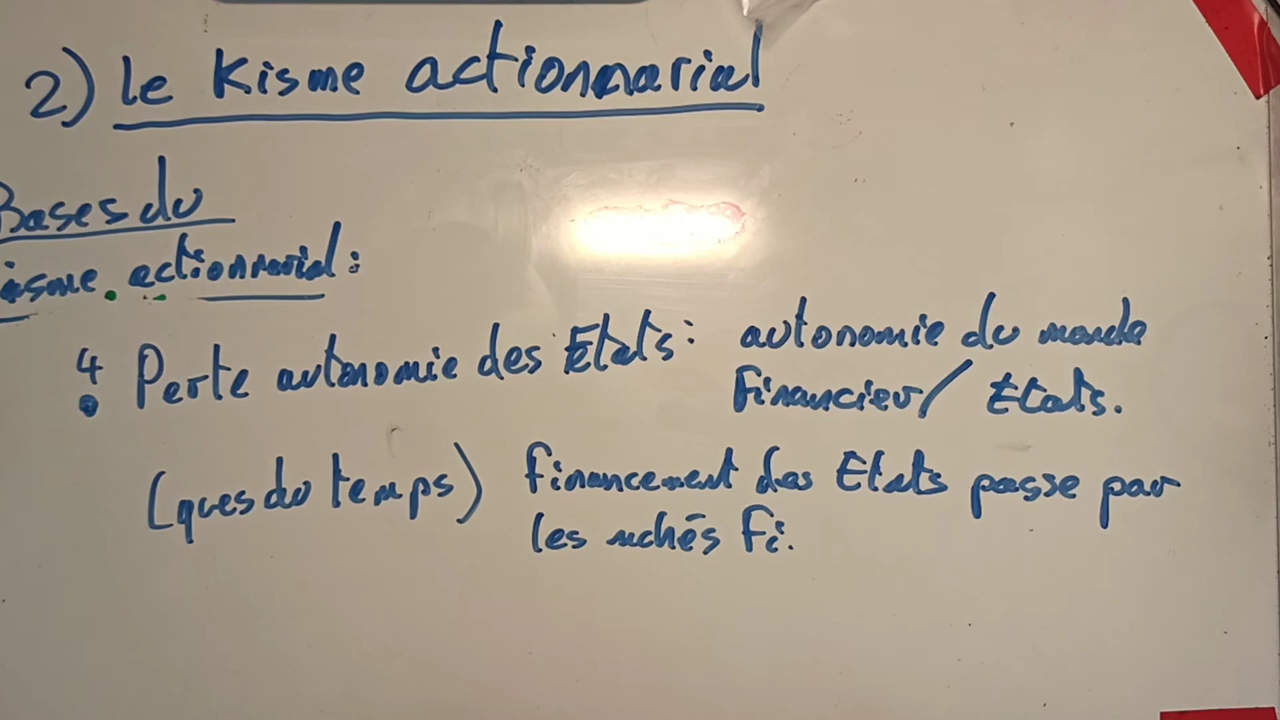 2) Le Kisme actionnarial
Bases du
isme actionnarial :
4 Perte autonomie des Etats : autonomie du monde
financier/ Etats.
(ques du temps) financement des Etats passe par
les mchés fi.